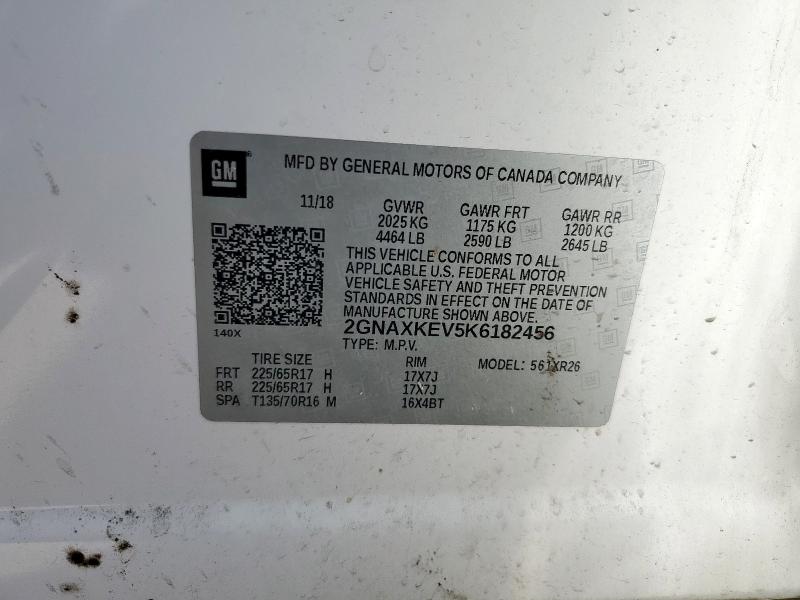 GM
MFD BY GENERAL MOTORS OF CANADA COMPANY
11/18 GVWR GAWR FRT GAWR RR
2025 KG 1175 KG 1200 KG
4464 LB 2590 LB 2645 LB
THIS VEHICLE CONFORMS TO ALL
APPLICABLE U.S. FEDERAL MOTOR
VEHICLE SAFETY AND THEFT PREVENTION
STANDARDS IN EFFECT ON THE DATE OF
MANUFACTURE SHOWN ABOVE.
140X 2GNAXKEV5K6182456
TYPE: M.P.V.
TIRE SIZE RIM MODEL: 561XR26
FRT 225/65R17 H 17X7J
RR 225/65R17 H 17X7J
SPA T135/70R16 M 16X4BT